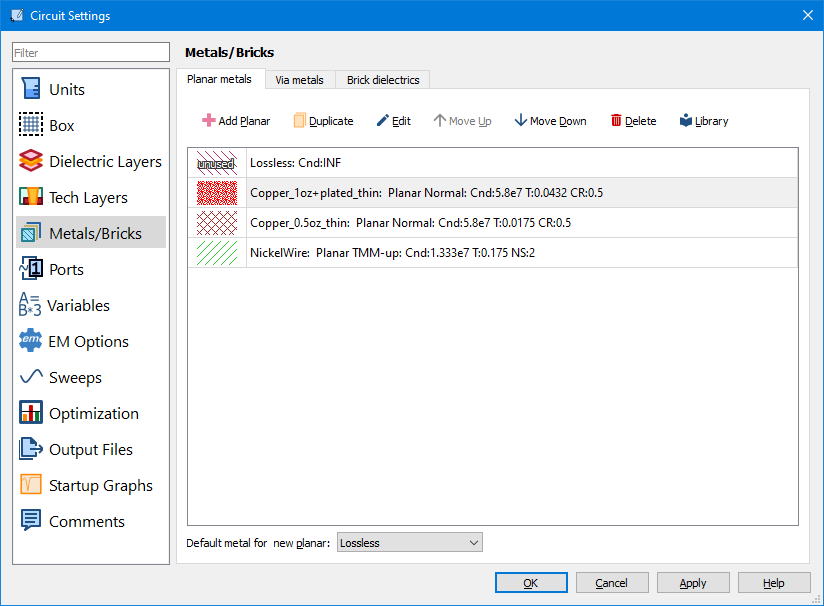 Circuit Settings
Filter
Units
Box
Dielectric Layers
Tech Layers
Metals/Bricks
Ports
Variables
EM Options
Sweeps
Optimization
Output Files
Startup Graphs
Comments
Metals/Bricks
Planar metals Via metals Brick dielectrics
Add Planar Duplicate Edit Move Up Move Down Delete Library
unused Lossless: Cnd:INF
Copper_1oz+plated_thin: Planar Normal: Cnd:5.8e7 T:0.0432 CR:0.5
Copper_0.5oz_thin: Planar Normal: Cnd:5.8e7 T:0.0175 CR:0.5
NickelWire: Planar TMM-up: Cnd:1.333e7 T:0.175 NS:2
Default metal for new planar: Lossless
OK Cancel Apply Help